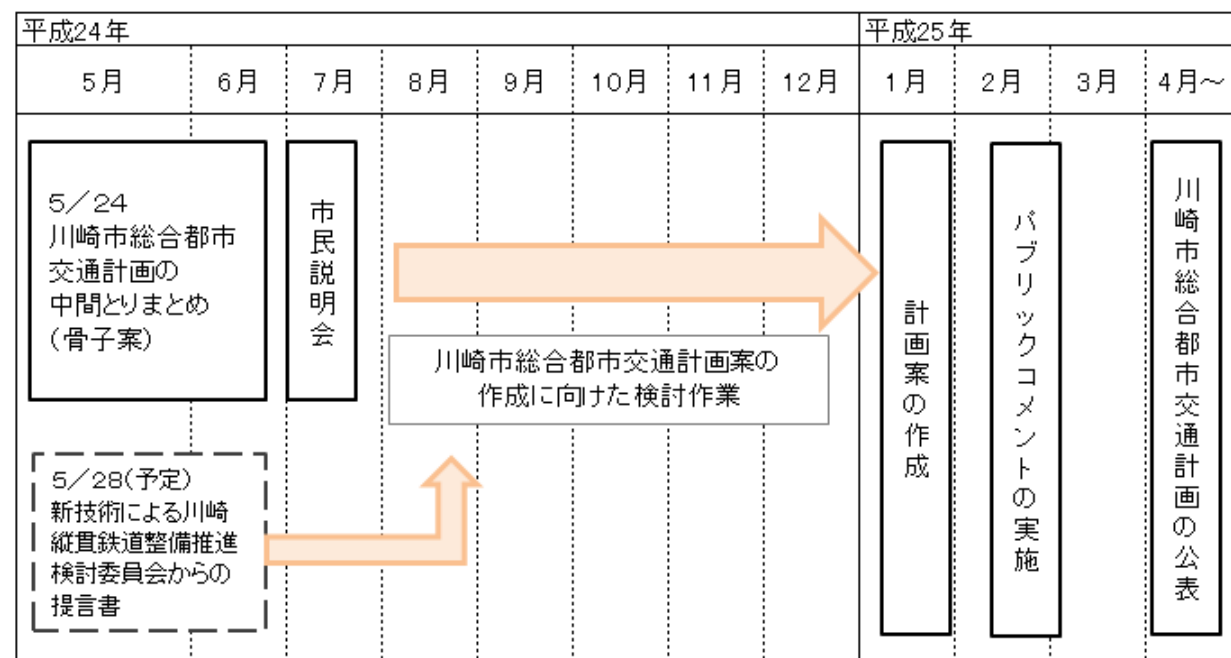 平成24年
平成25年
5月
6月
7月
8月
9月
10月
11月
12月
1月
2月
3月
4月～
5／24
川崎市総合都市
交通計画の
中間とりまとめ
(骨子案)
市民説明会
川崎市総合都市交通計画案の
作成に向けた検討作業
計画案の作成
パブリックコメントの実施
川崎市総合都市交通計画の公表
5／28(予定)
新技術による川崎
縦貫鉄道整備推進
検討委員会からの
提言書